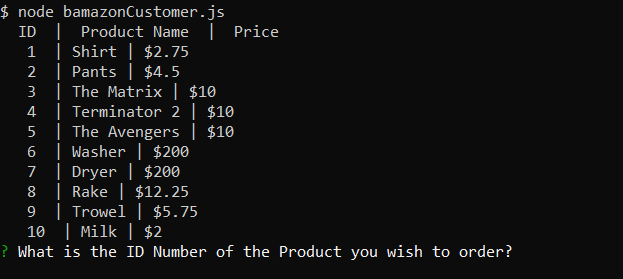 $ node bamazonCustomer.js
ID | Product Name | Price
1 | Shirt | $2.75
2 | Pants | $4.5
3 | The Matrix | $10
4 | Terminator 2 | $10
5 | The Avengers | $10
6 | Washer | $200
7 | Dryer | $200
8 | Rake | $12.25
9 | Trowel | $5.75
10 | Milk | $2
? What is the ID Number of the Product you wish to order?